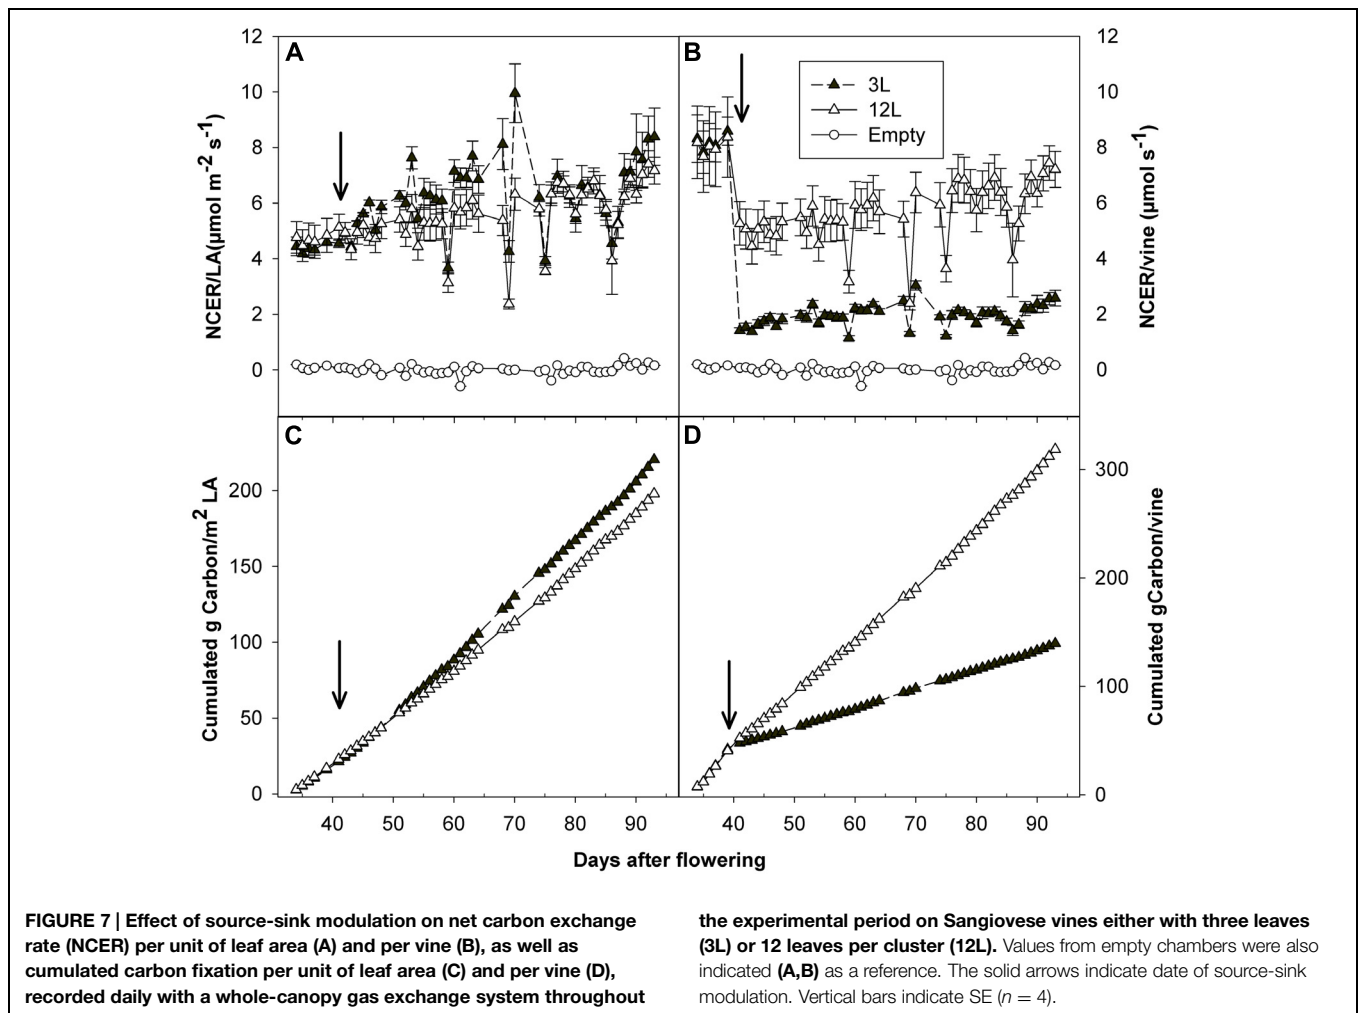 A
B
12
10
8
6
4
2
0
NCER/LA(µmol m-2 s-1)
3L
12L
Empty
12
10
8
6
4
2
0
NCER/vine (µmol s-1)
C
D
200
150
100
50
0
Cumulated g Carbon/m2 LA
300
200
100
0
Cumulated gCarbon/vine
40 50 60 70 80 90
40 50 60 70 80 90
Days after flowering
FIGURE 7 | Effect of source-sink modulation on net carbon exchange
rate (NCER) per unit of leaf area (A) and per vine (B), as well as
cumulated carbon fixation per unit of leaf area (C) and per vine (D),
recorded daily with a whole-canopy gas exchange system throughout
the experimental period on Sangiovese vines either with three leaves
(3L) or 12 leaves per cluster (12L). Values from empty chambers were also
indicated (A,B) as a reference. The solid arrows indicate date of source-sink
modulation. Vertical bars indicate SE (n = 4).